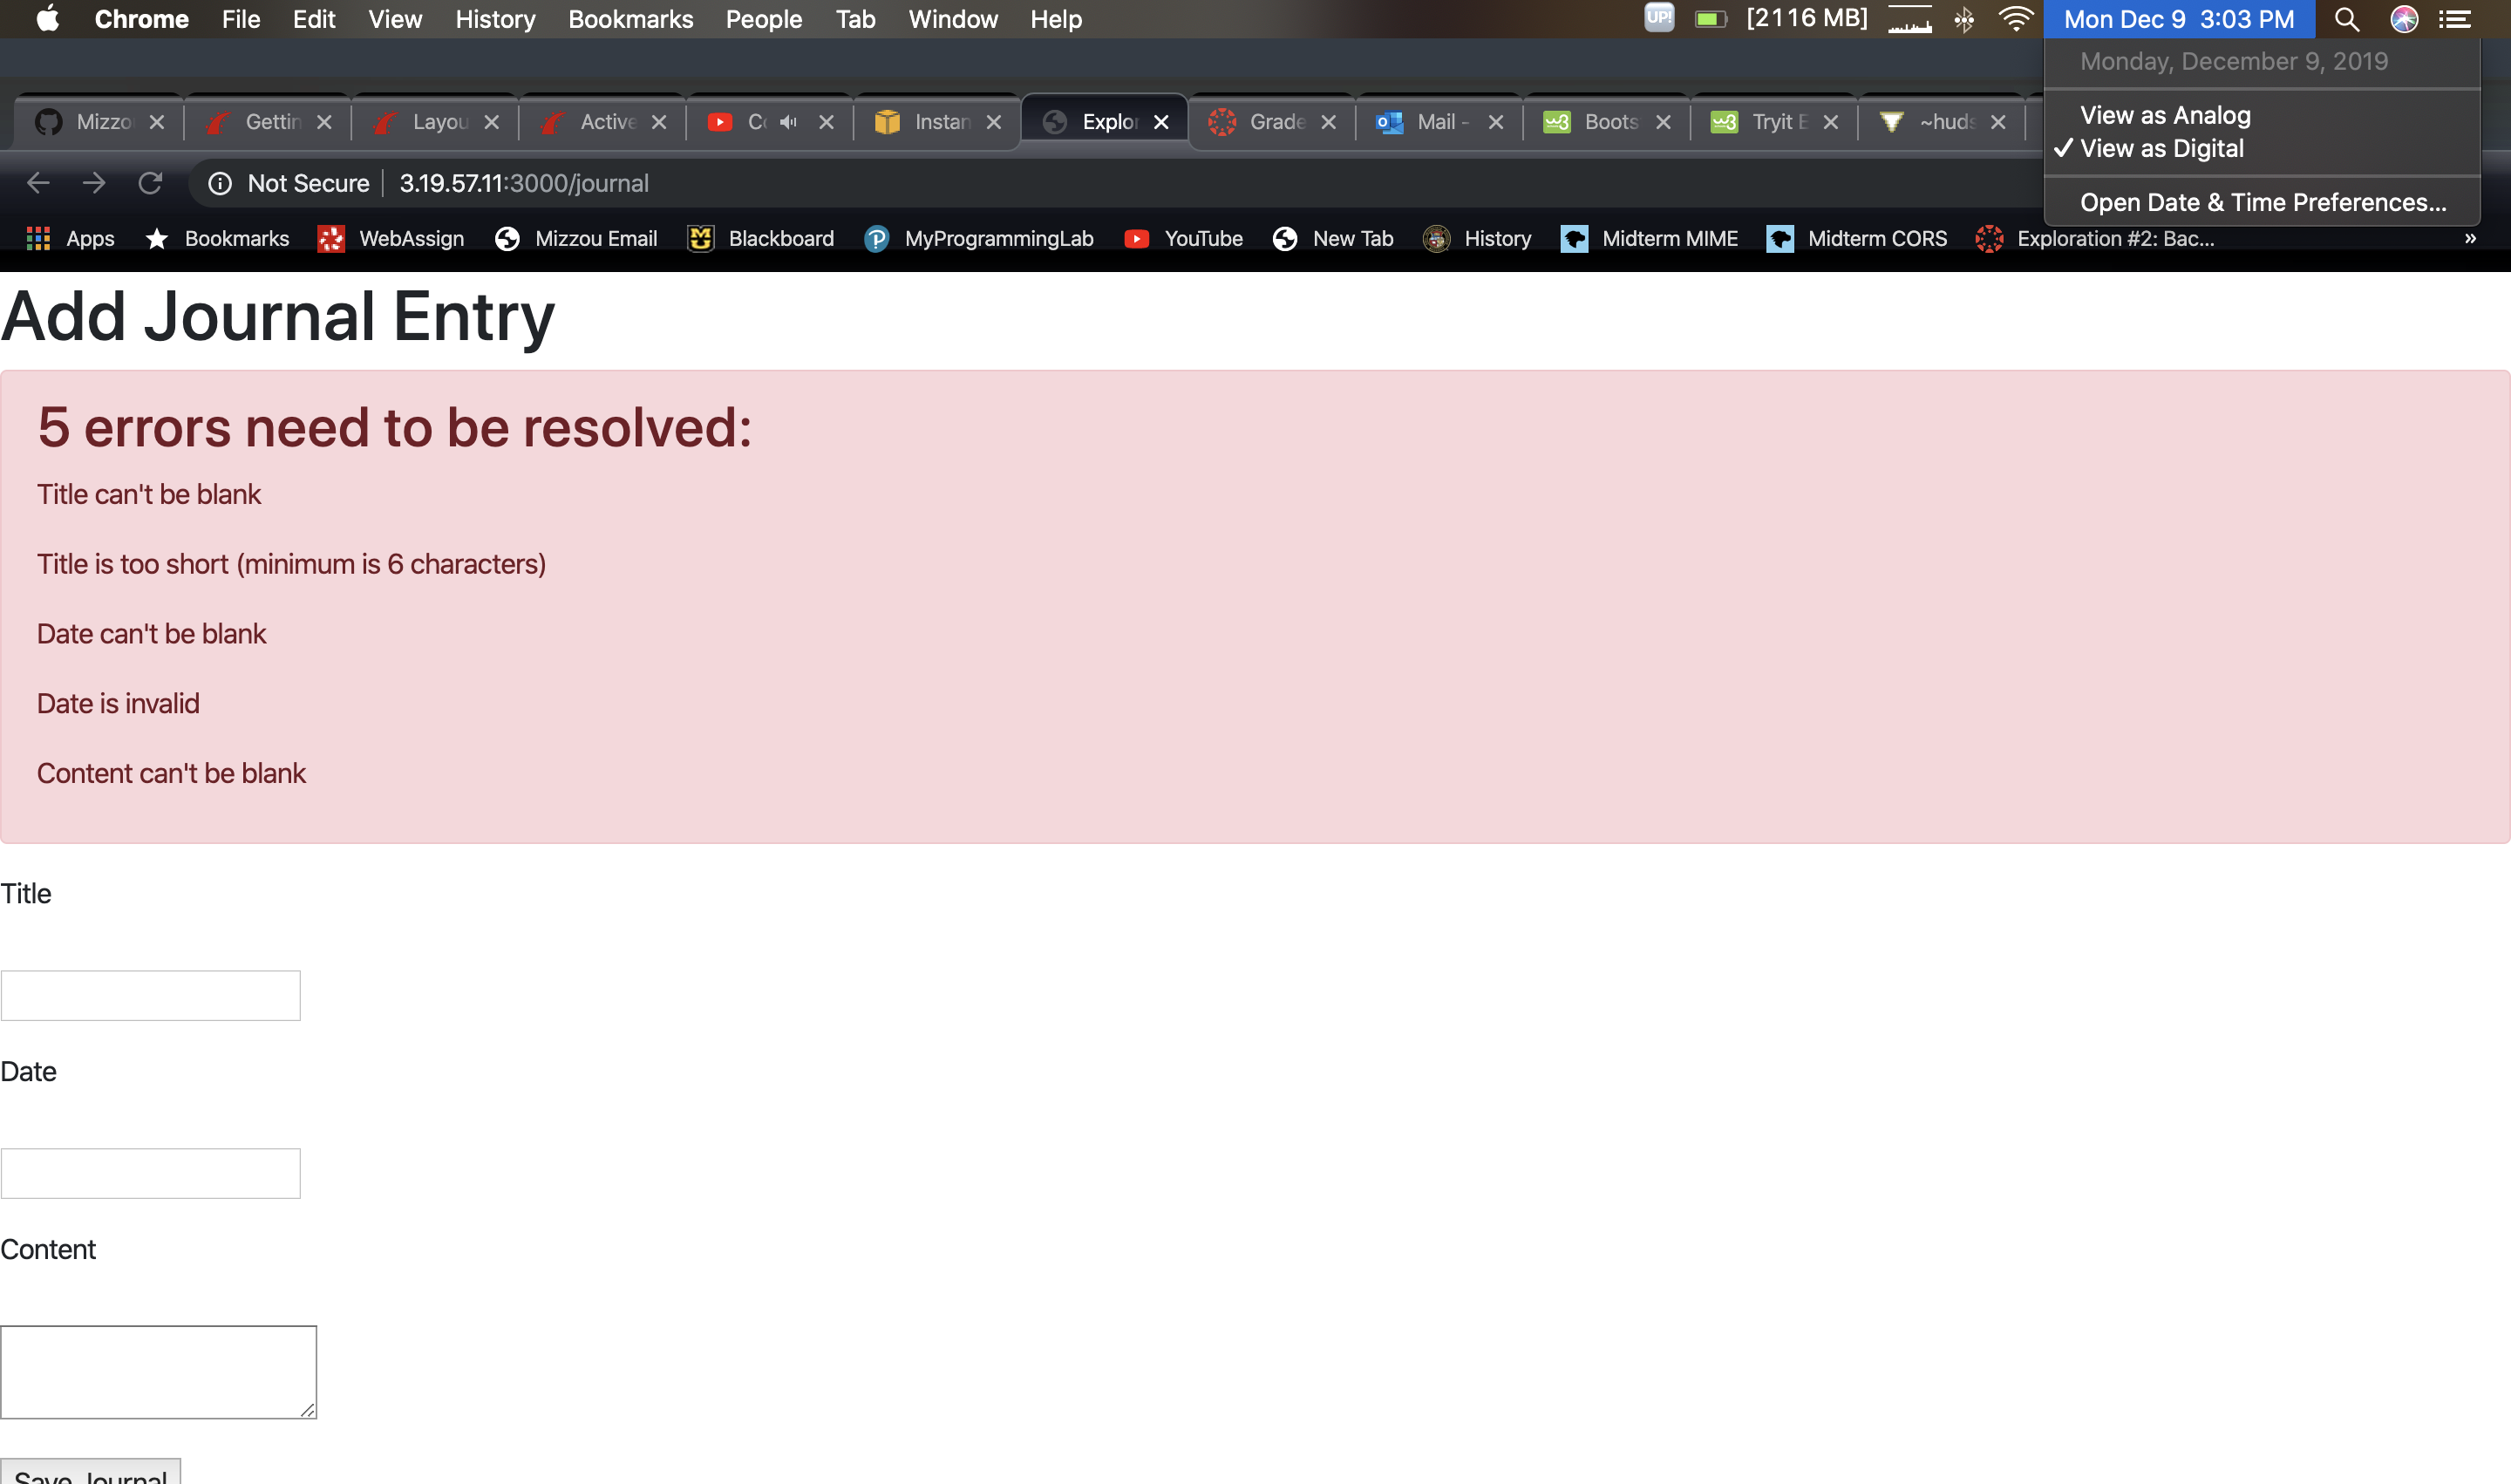 Chrome File Edit View History Bookmarks People Tab Window Help UP! [2116 MB] Mon Dec 9 3:03 PM
Monday, December 9, 2019
View as Analog
✓ View as Digital
Open Date & Time Preferences...
Mizzo Gettin Layou Active Instan Explor Grade Mail - Boots Tryit E ~huds
Not Secure 3.19.57.11:3000/journal
Apps Bookmarks WebAssign Mizzou Email Blackboard MyProgrammingLab YouTube New Tab History Midterm MIME Midterm CORS Exploration #2: Bac... »
Add Journal Entry
5 errors need to be resolved:
Title can't be blank
Title is too short (minimum is 6 characters)
Date can't be blank
Date is invalid
Content can't be blank
Title
Date
Content
Save Journal